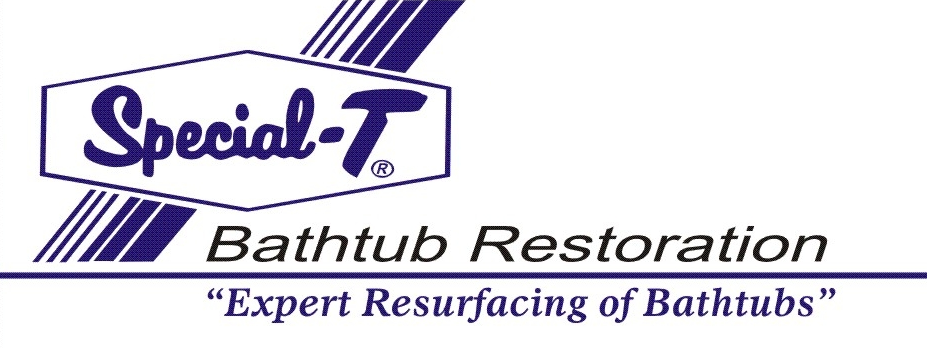 Special-T®
Bathtub Restoration
“Expert Resurfacing of Bathtubs”